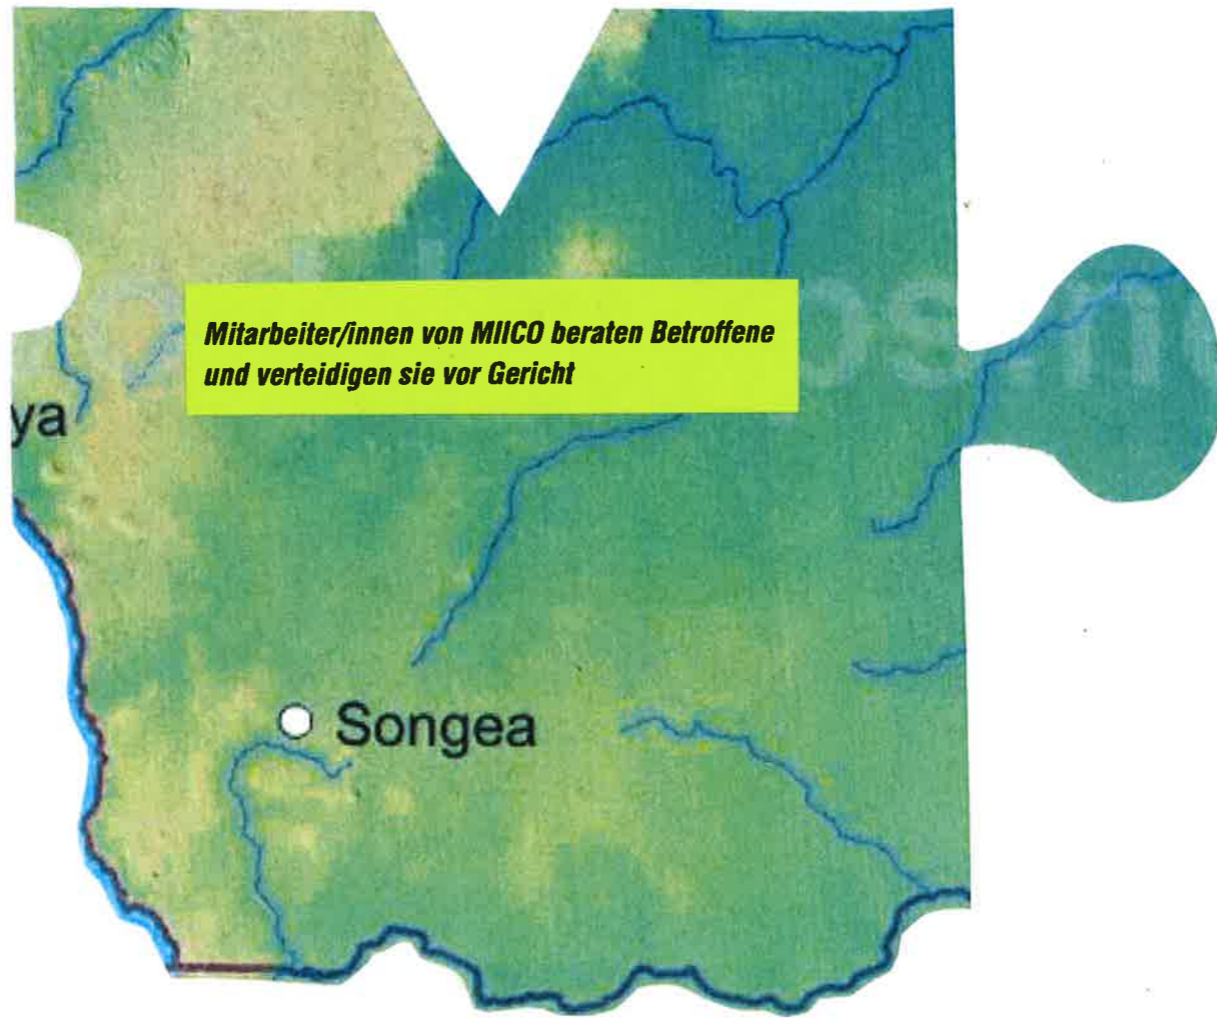 Mitarbeiter/innen von MIICO beraten Betroffene
und verteidigen sie vor Gericht
ya
Songea